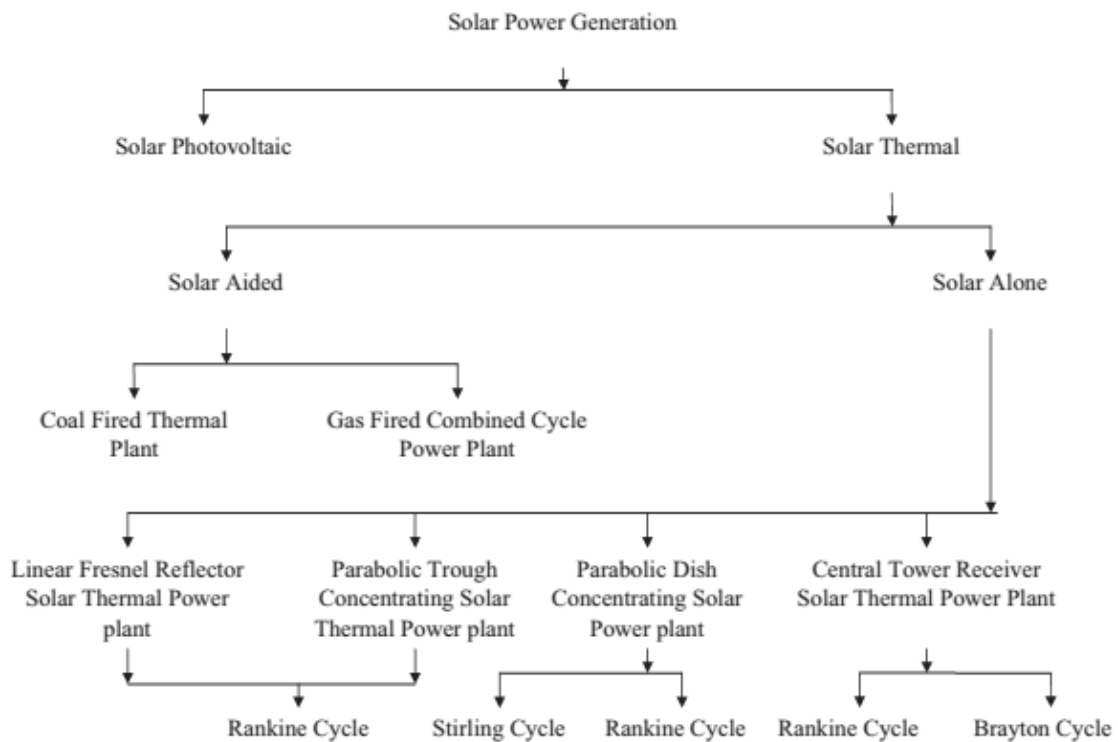 Solar Power Generation
Solar Photovoltaic
Solar Thermal
Solar Aided
Solar Alone
Coal Fired Thermal
Plant
Gas Fired Combined Cycle
Power Plant
Linear Fresnel Reflector
Solar Thermal Power
plant
Parabolic Trough
Concentrating Solar
Thermal Power plant
Parabolic Dish
Concentrating Solar
Power plant
Central Tower Receiver
Solar Thermal Power Plant
Rankine Cycle
Stirling Cycle
Rankine Cycle
Rankine Cycle
Brayton Cycle